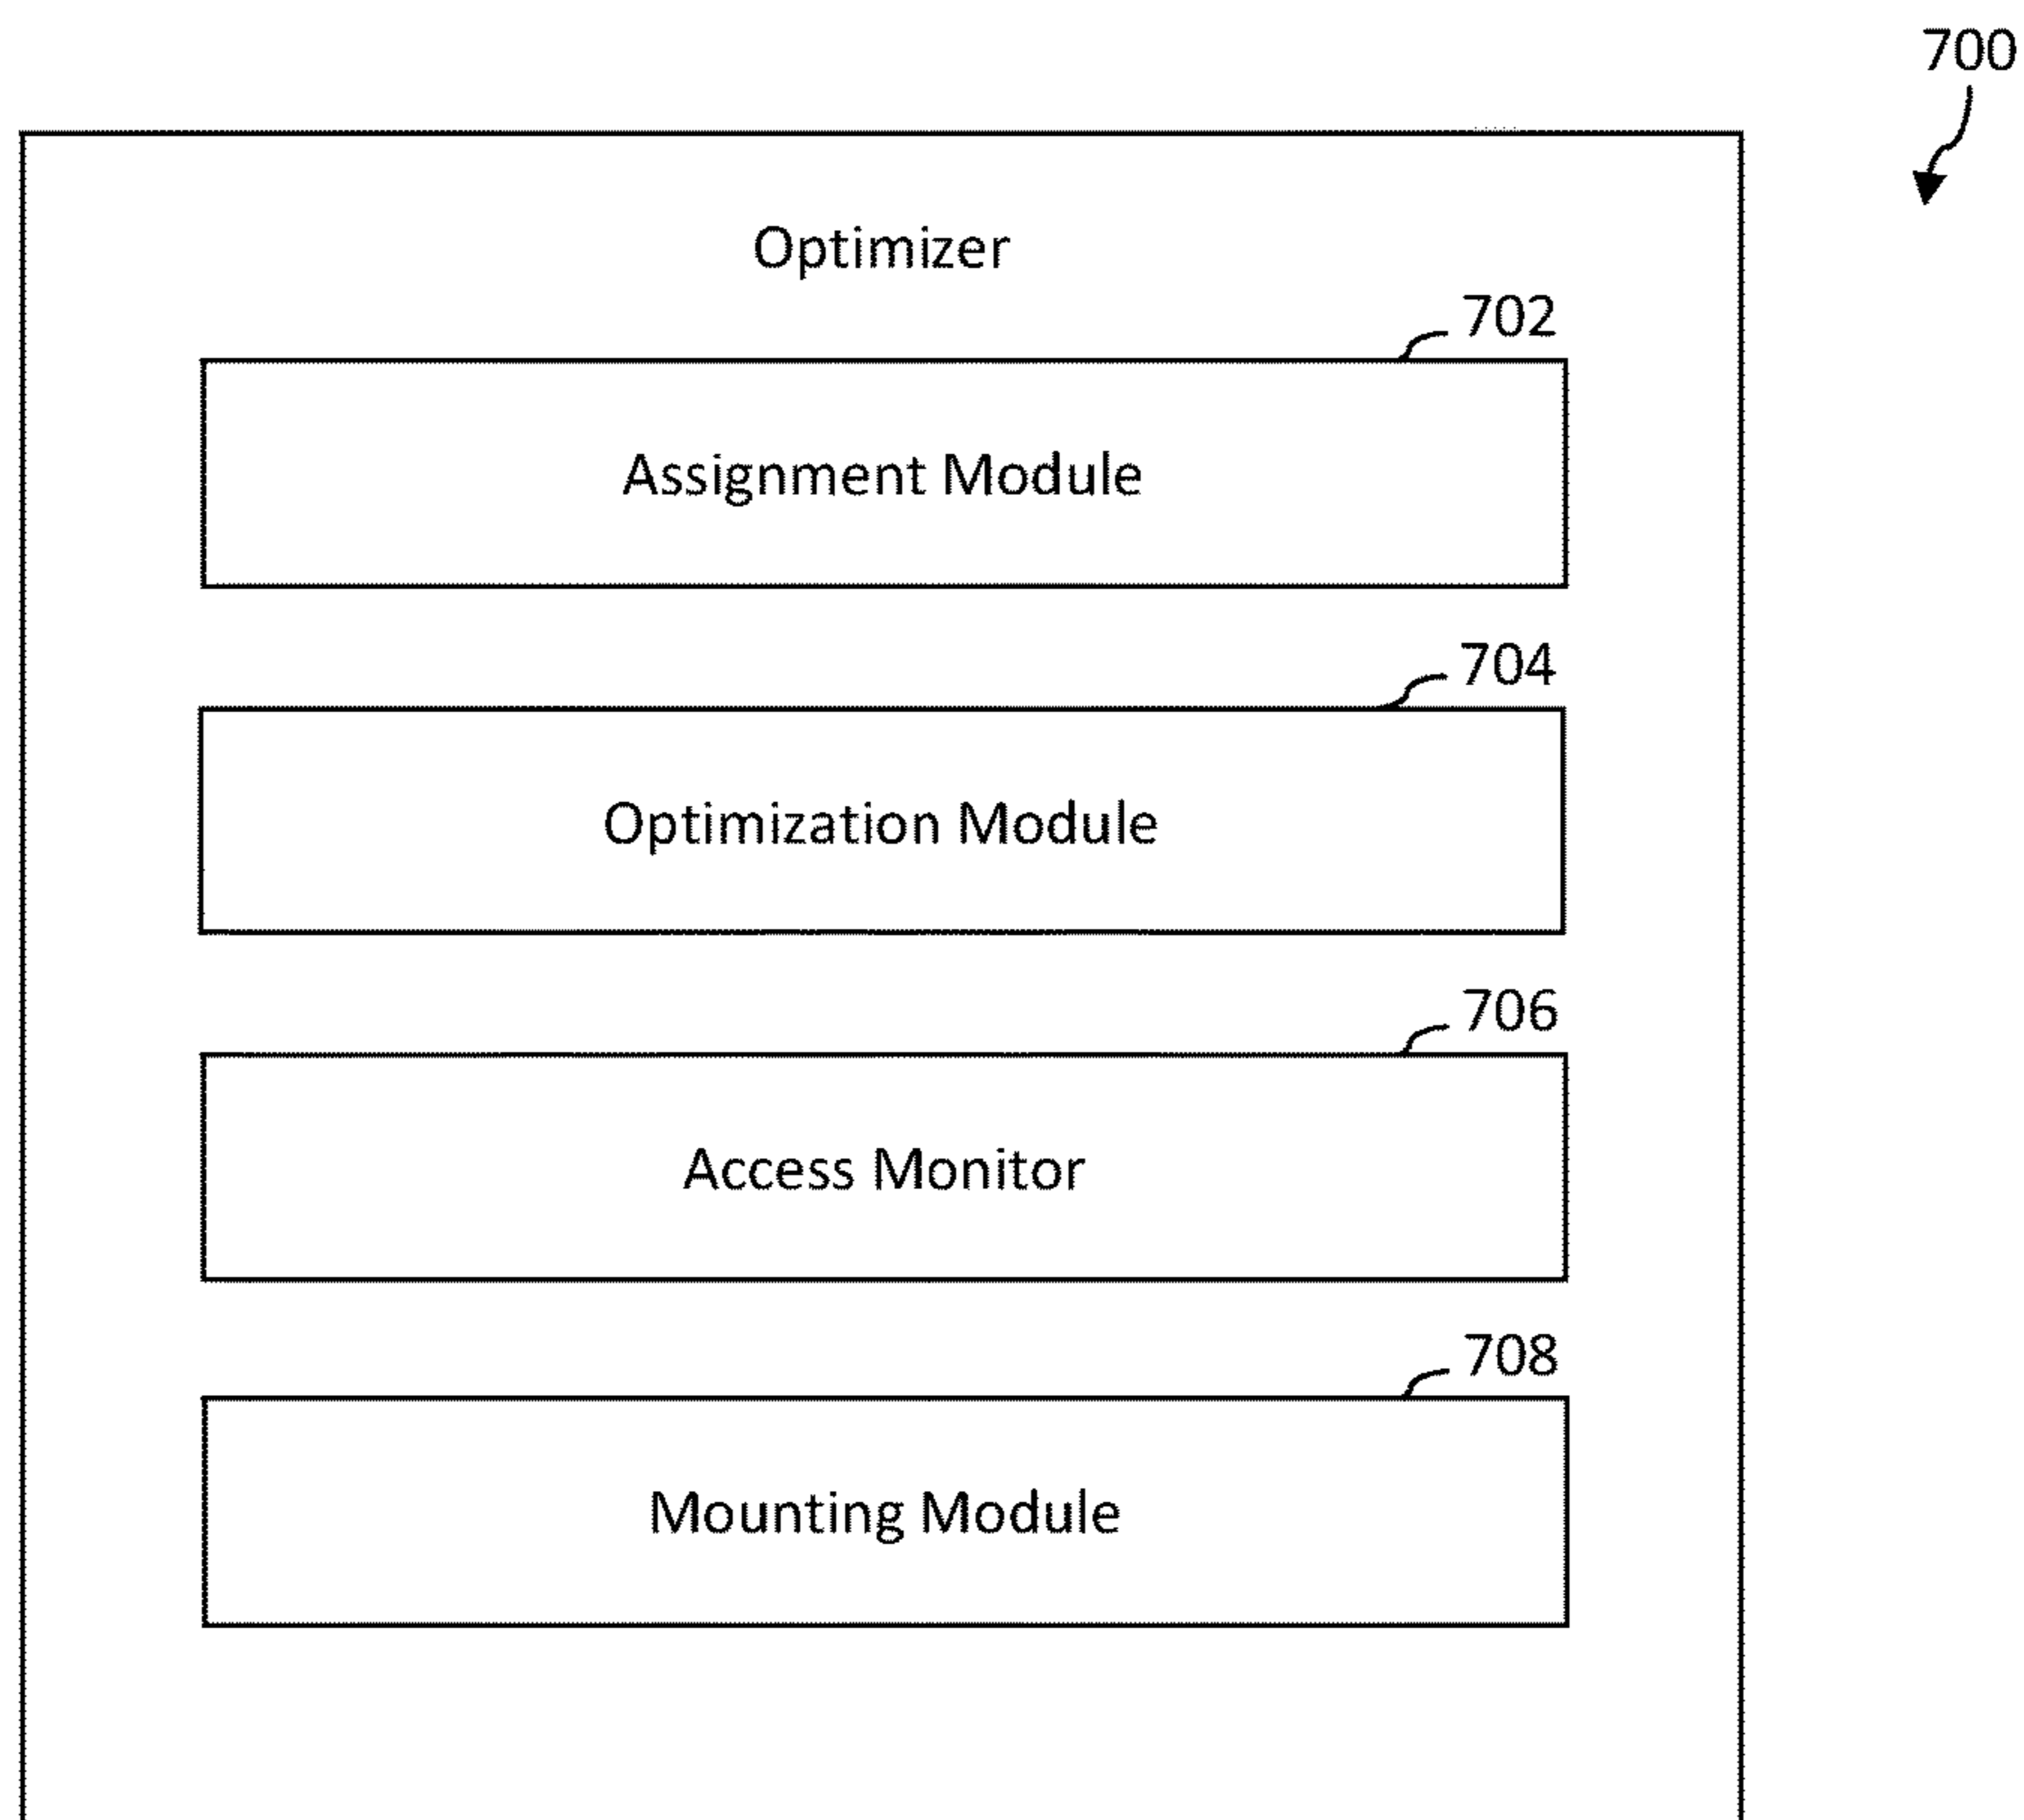 700
Optimizer
702
Assignment Module
704
Optimization Module
706
Access Monitor
708
Mounting Module